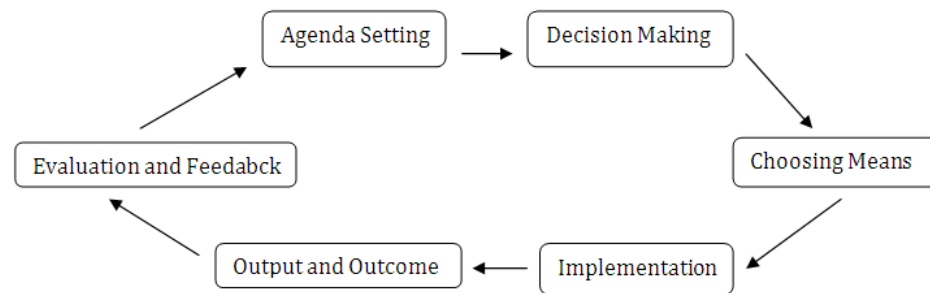 Agenda Setting
Decision Making
Choosing Means
Implementation
Output and Outcome
Evaluation and Feedabck